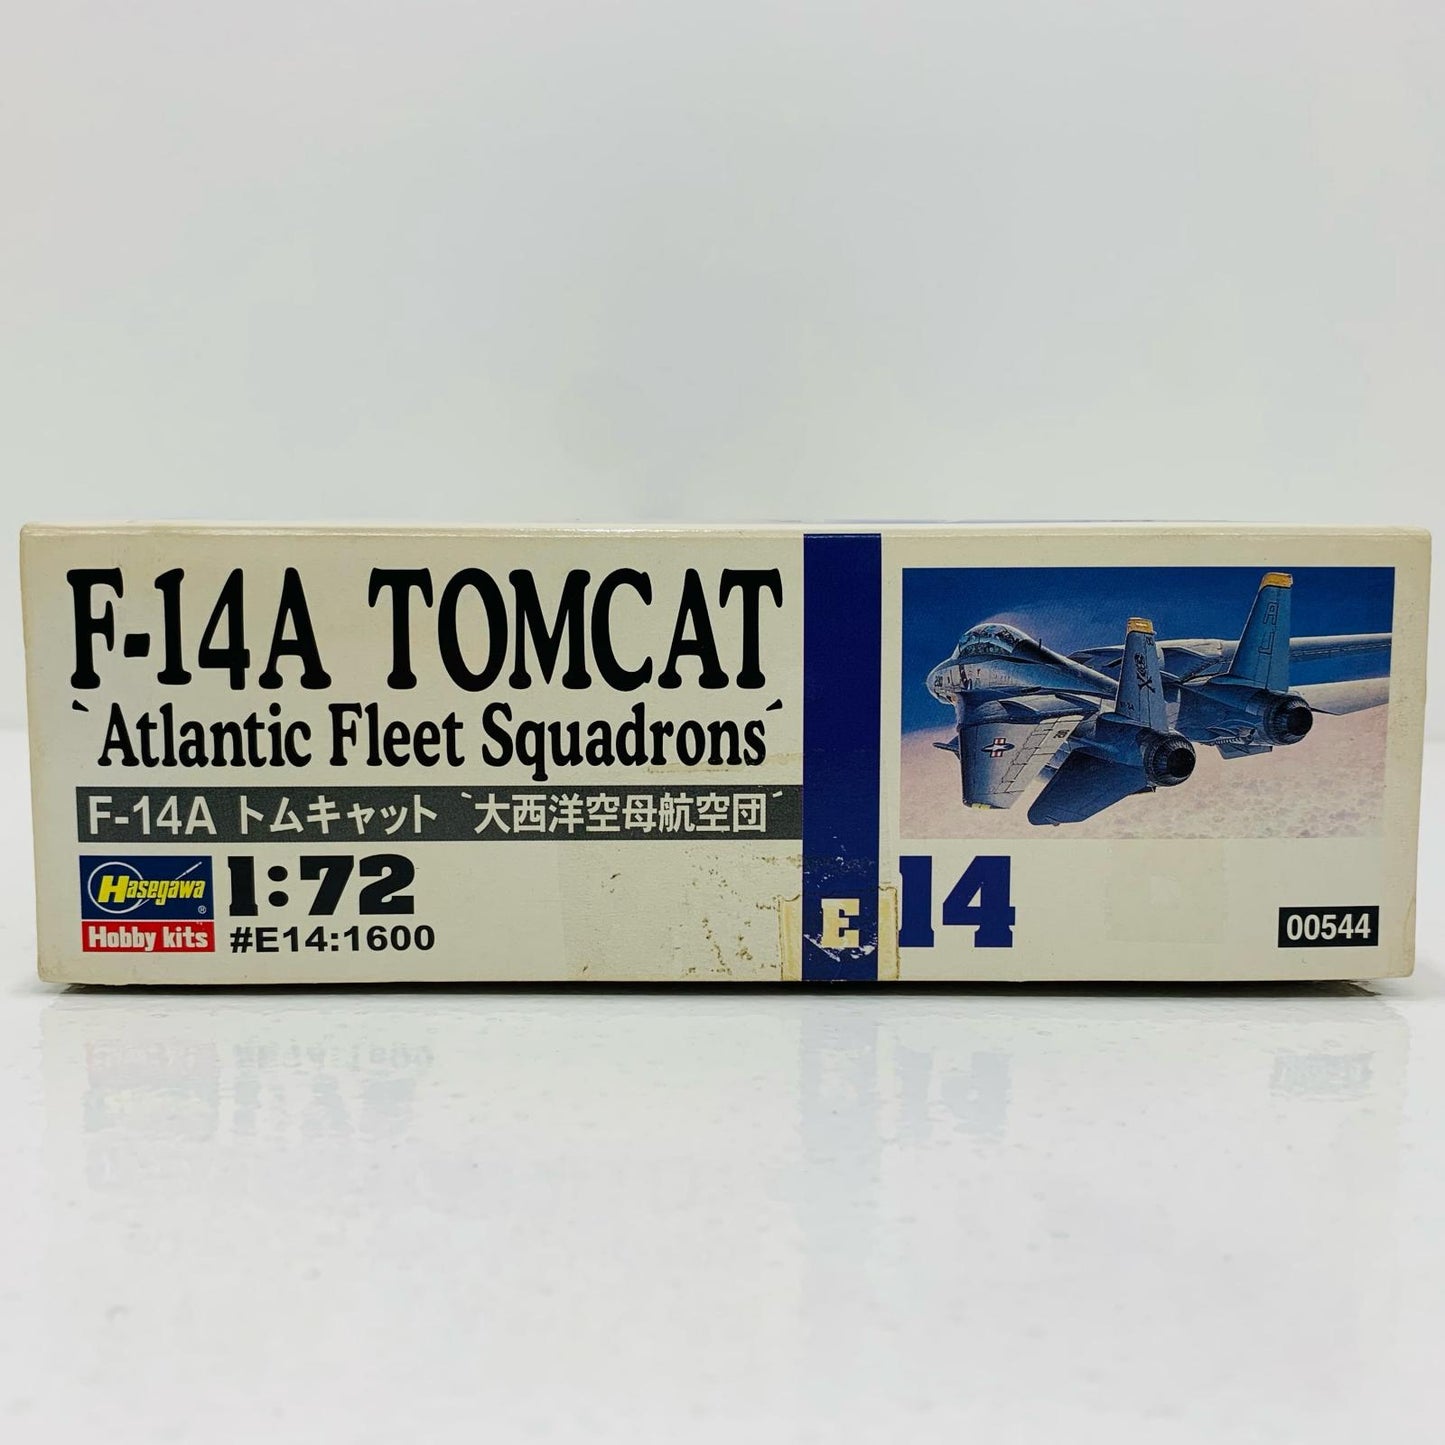 F-14A TOMCAT
`Atlantic Fleet Squadrons´
F-14A トムキャット `大西洋空母航空団´
Hasegawa ®
Hobby kits
1:72
#E14:1600
E 14
00544